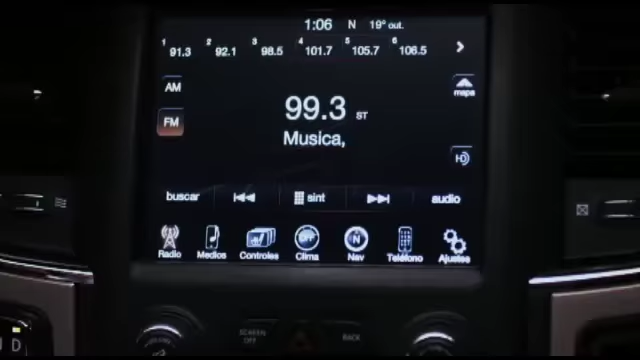 1:06 N 19° out.
1 91.3 2 92.1 3 98.5 4 101.7 5 105.7 6 106.5
AM
mapa
99.3 ST
FM
Musica,
HD
buscar sint audio
Radio Medios Controles OFF Clima N Nav Teléfono Ajustes
SCREEN OFF
BACK
D